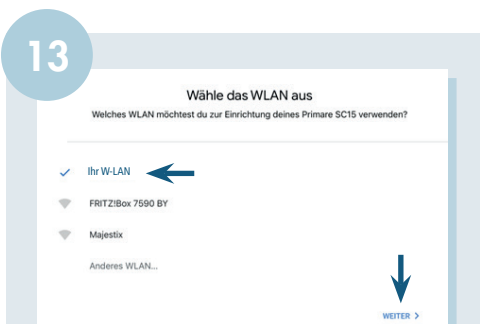 13
Wähle das WLAN aus
Welches WLAN möchtest du zur Einrichtung deines Primare SC15 verwenden?
Ihr W-LAN
FRITZ!Box 7590 BY
Majestix
Anderes WLAN...
WEITER >